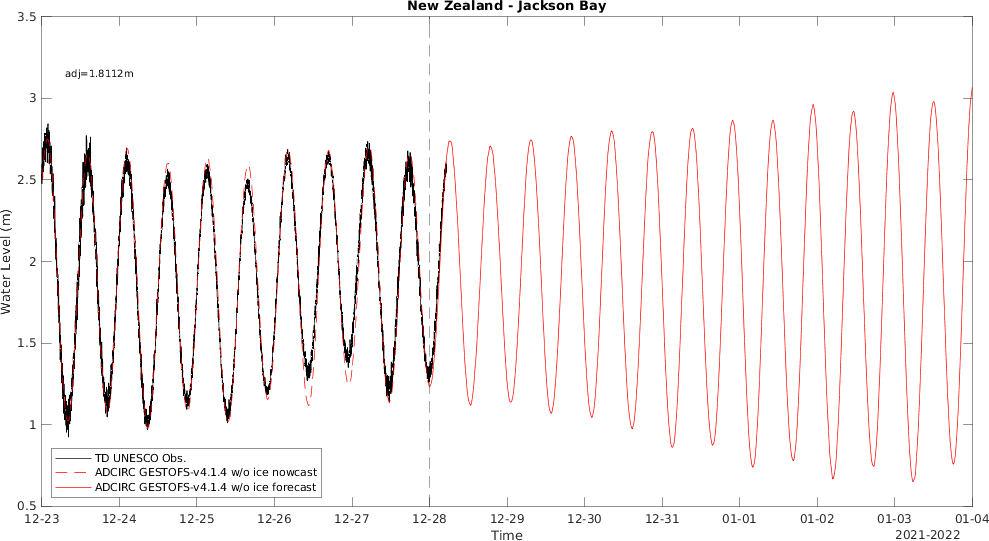 New Zealand - Jackson Bay
3.5
adj=1.8112m
3
2.5
2
1.5
1
0.5
Water Level (m)
TD UNESCO Obs.
ADCIRC GESTOFS-v4.1.4 w/o ice nowcast
ADCIRC GESTOFS-v4.1.4 w/o ice forecast
12-23 12-24 12-25 12-26 12-27 12-28 12-29 12-30 12-31 01-01 01-02 01-03 01-04
Time
2021-2022